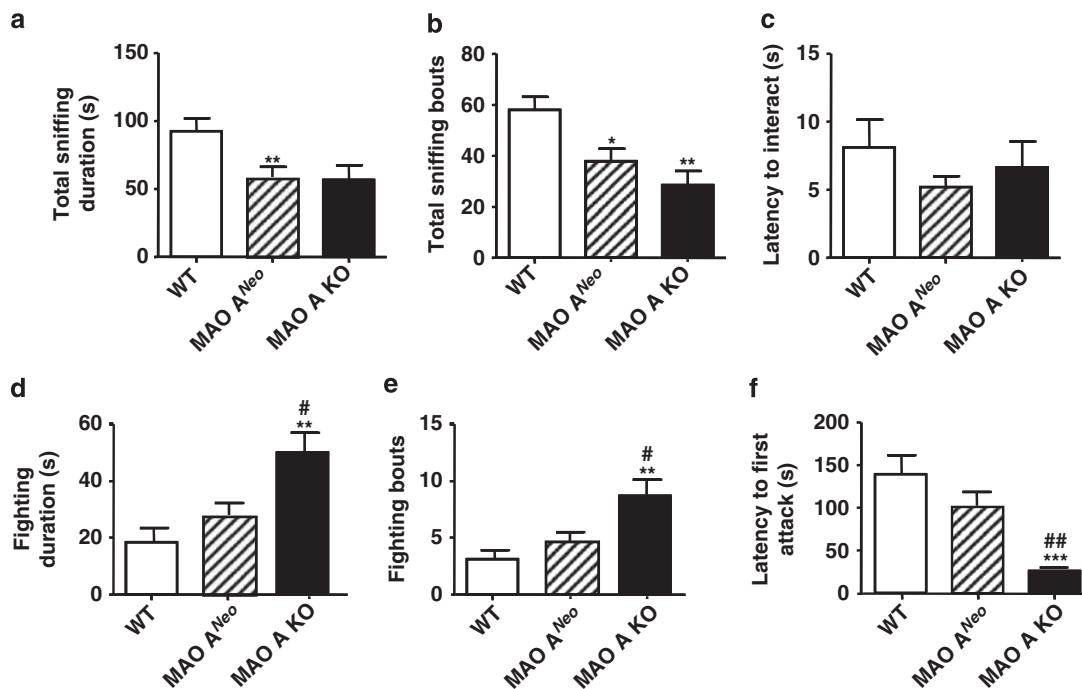 a
Total sniffing
duration (s)
150
100
50
0
**
WT
MAO A^Neo
MAO A KO
b
Total sniffing bouts
80
60
40
20
0
*
**
WT
MAO A^Neo
MAO A KO
c
Latency to interact (s)
15
10
5
0
WT
MAO A^Neo
MAO A KO
d
Fighting
duration (s)
60
40
20
0
#
**
WT
MAO A^Neo
MAO A KO
e
Fighting bouts
15
10
5
0
#
**
WT
MAO A^Neo
MAO A KO
f
Latency to first
attack (s)
200
150
100
50
0
##
***
WT
MAO A^Neo
MAO A KO